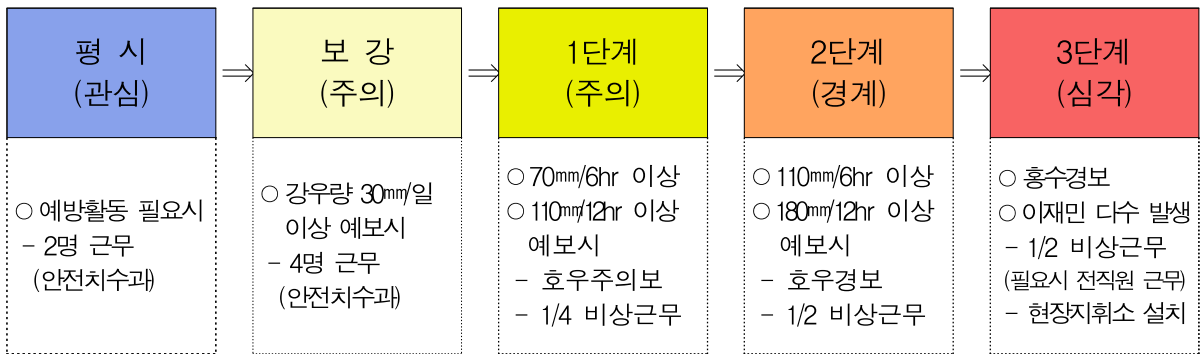 평 시
(관심)
○ 예방활동 필요시
- 2명 근무
(안전치수과)
⇒
보 강
(주의)
○ 강우량 30㎜/일
이상 예보시
- 4명 근무
(안전치수과)
⇒
1단계
(주의)
○ 70㎜/6hr 이상
○ 110㎜/12hr 이상
예보시
- 호우주의보
- 1/4 비상근무
⇒
2단계
(경계)
○ 110㎜/6hr 이상
○ 180㎜/12hr 이상
예보시
- 호우경보
- 1/2 비상근무
⇒
3단계
(심각)
○ 홍수경보
○ 이재민 다수 발생
- 1/2 비상근무
(필요시 전직원 근무)
- 현장지휘소 설치